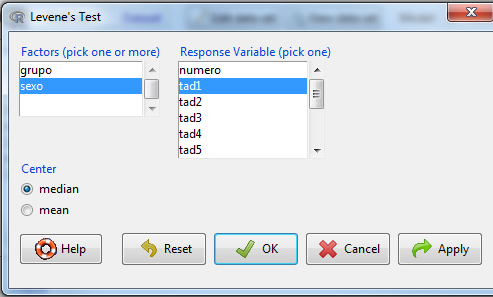 Levene's Test
Factors (pick one or more)
grupo
sexo
Response Variable (pick one)
numero
tad1
tad2
tad3
tad4
tad5
Center
median
mean
Help
Reset
OK
Cancel
Apply